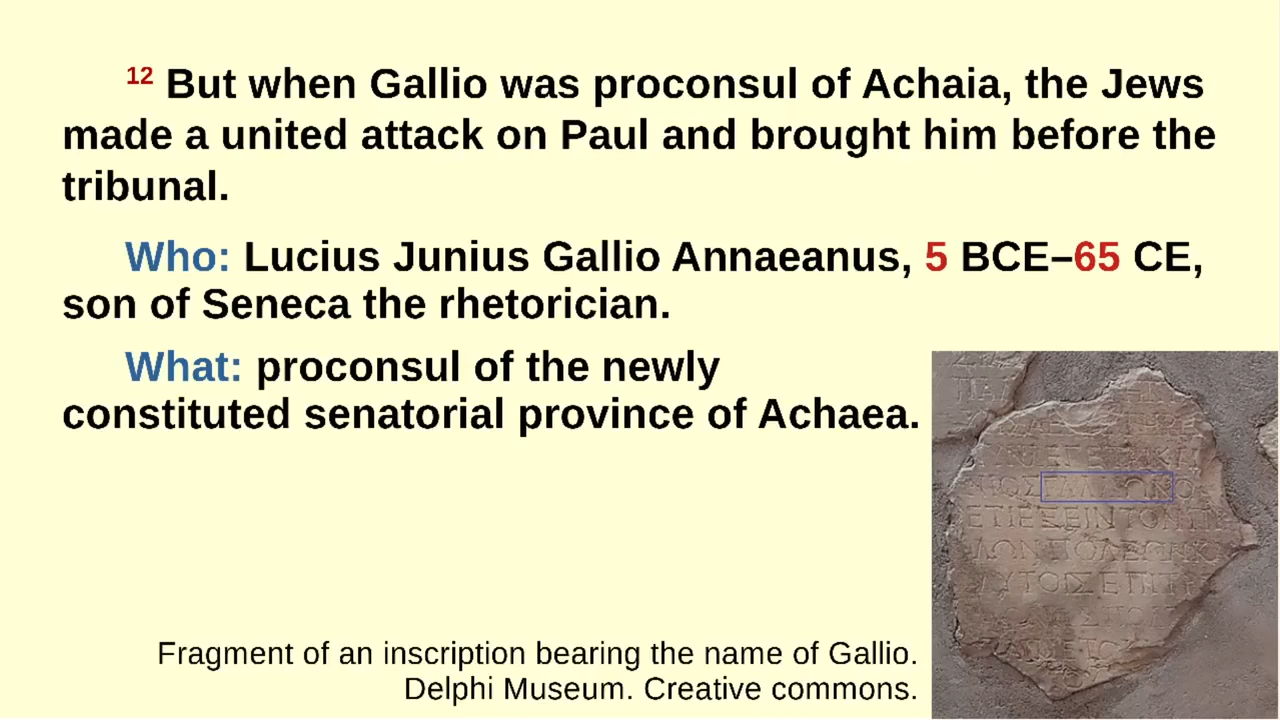 12 But when Gallio was proconsul of Achaia, the Jews
made a united attack on Paul and brought him before the
tribunal.
Who: Lucius Junius Gallio Annaeanus, 5 BCE–65 CE,
son of Seneca the rhetorician.
What: proconsul of the newly
constituted senatorial province of Achaea.
Fragment of an inscription bearing the name of Gallio.
Delphi Museum. Creative commons.